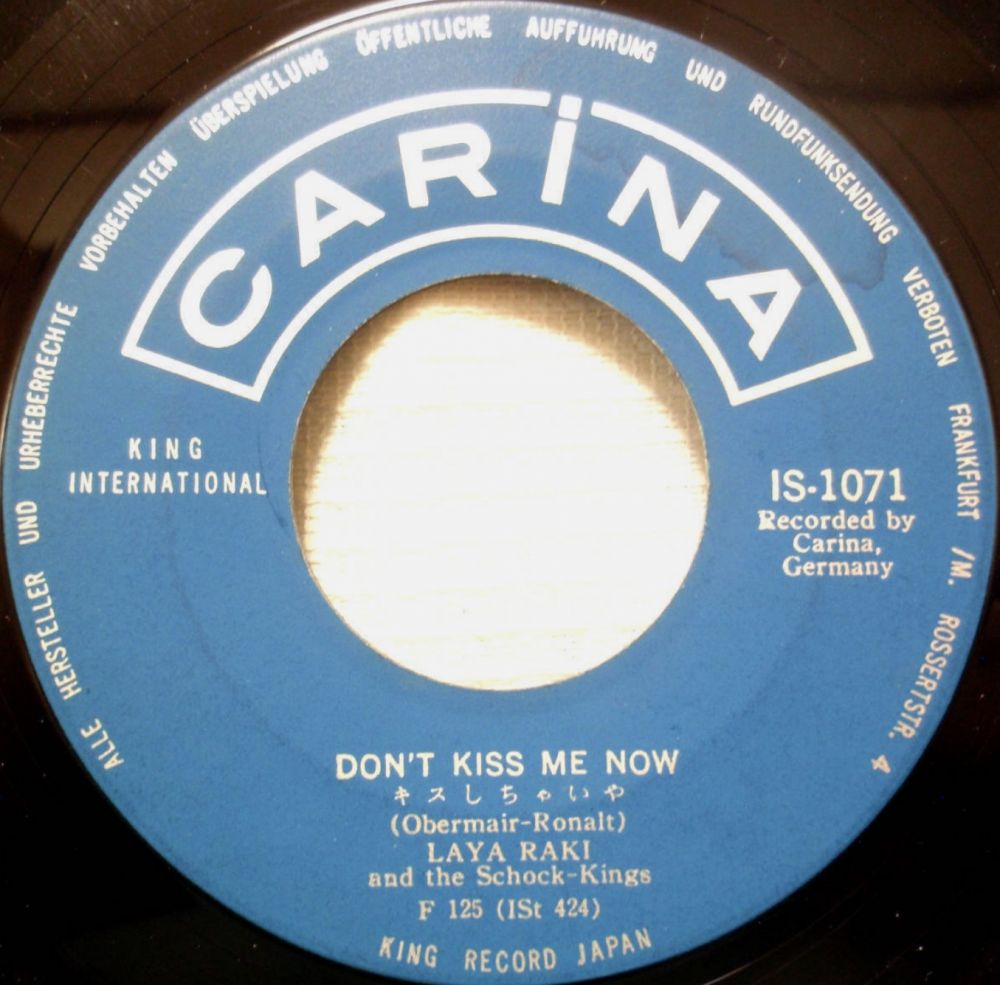 ALLE HERSTELLER UND URHEBERRECHTE VORBEHALTEN ÜBERSPIELUNG ÖFFENTLICHE AUFFUHRUNG UND RUNDFUNKSENDUNG VERBOTEN FRANKFURT /M. ROSSERTSTR. 4
CARiNA
KING
INTERNATIONAL
IS-1071
Recorded by
Carina,
Germany
DON'T KISS ME NOW
キスしちゃいや
(Obermair-Ronalt)
LAYA RAKI
and the Schock-Kings
F 125 (ISt 424)
KING RECORD JAPAN